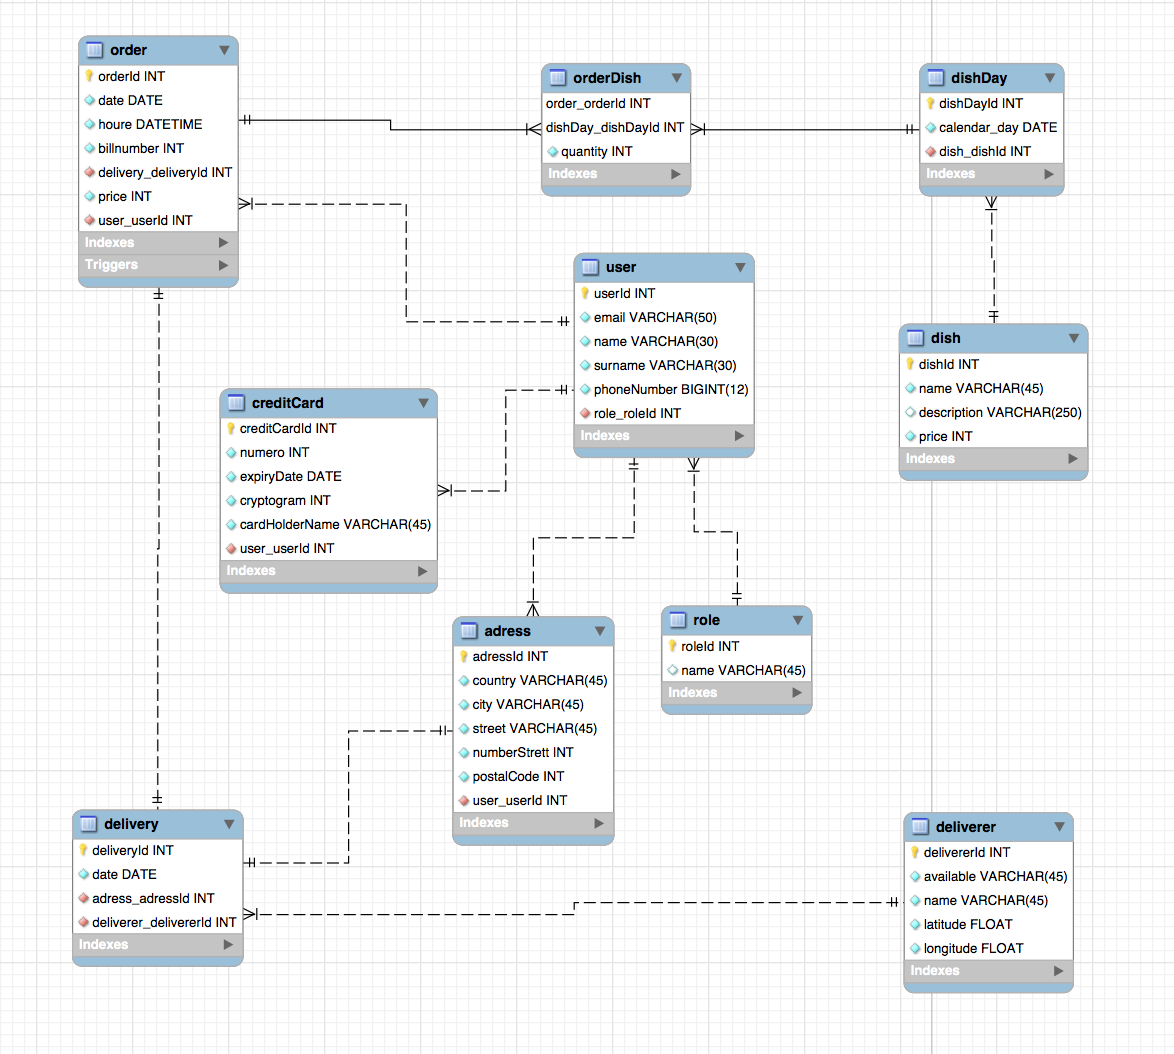 order
orderId INT
date DATE
houre DATETIME
billnumber INT
delivery_deliveryId INT
price INT
user_userId INT
Indexes
Triggers
orderDish
order_orderId INT
dishDay_dishDayId INT
quantity INT
Indexes
dishDay
dishDayId INT
calendar_day DATE
dish_dishId INT
Indexes
user
userId INT
email VARCHAR(50)
name VARCHAR(30)
surname VARCHAR(30)
phoneNumber BIGINT(12)
role_roleId INT
Indexes
dish
dishId INT
name VARCHAR(45)
description VARCHAR(250)
price INT
Indexes
creditCard
creditCardId INT
numero INT
expiryDate DATE
cryptogram INT
cardHolderName VARCHAR(45)
user_userId INT
Indexes
adress
adressId INT
country VARCHAR(45)
city VARCHAR(45)
street VARCHAR(45)
numberStrett INT
postalCode INT
user_userId INT
Indexes
role
roleId INT
name VARCHAR(45)
Indexes
delivery
deliveryId INT
date DATE
adress_adressId INT
deliverer_delivererId INT
Indexes
deliverer
delivererId INT
available VARCHAR(45)
name VARCHAR(45)
latitude FLOAT
longitude FLOAT
Indexes